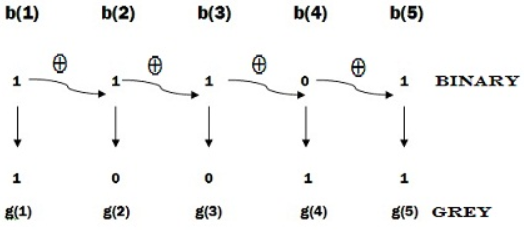 b(1) b(2) b(3) b(4) b(5)
⊕ ⊕ ⊕ ⊕
1 1 1 0 1 BINARY
1 0 0 1 1
g(1) g(2) g(3) g(4) g(5) GREY